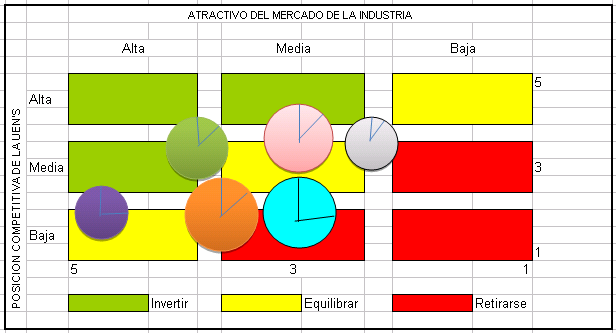 ATRACTIVO DEL MERCADO DE LA INDUSTRIA
Alta Media Baja
POSICION COMPETITIVA DE LA UEN'S
Alta
5
Media
3
Baja
1
5 3 1
Invertir Equilibrar Retirarse